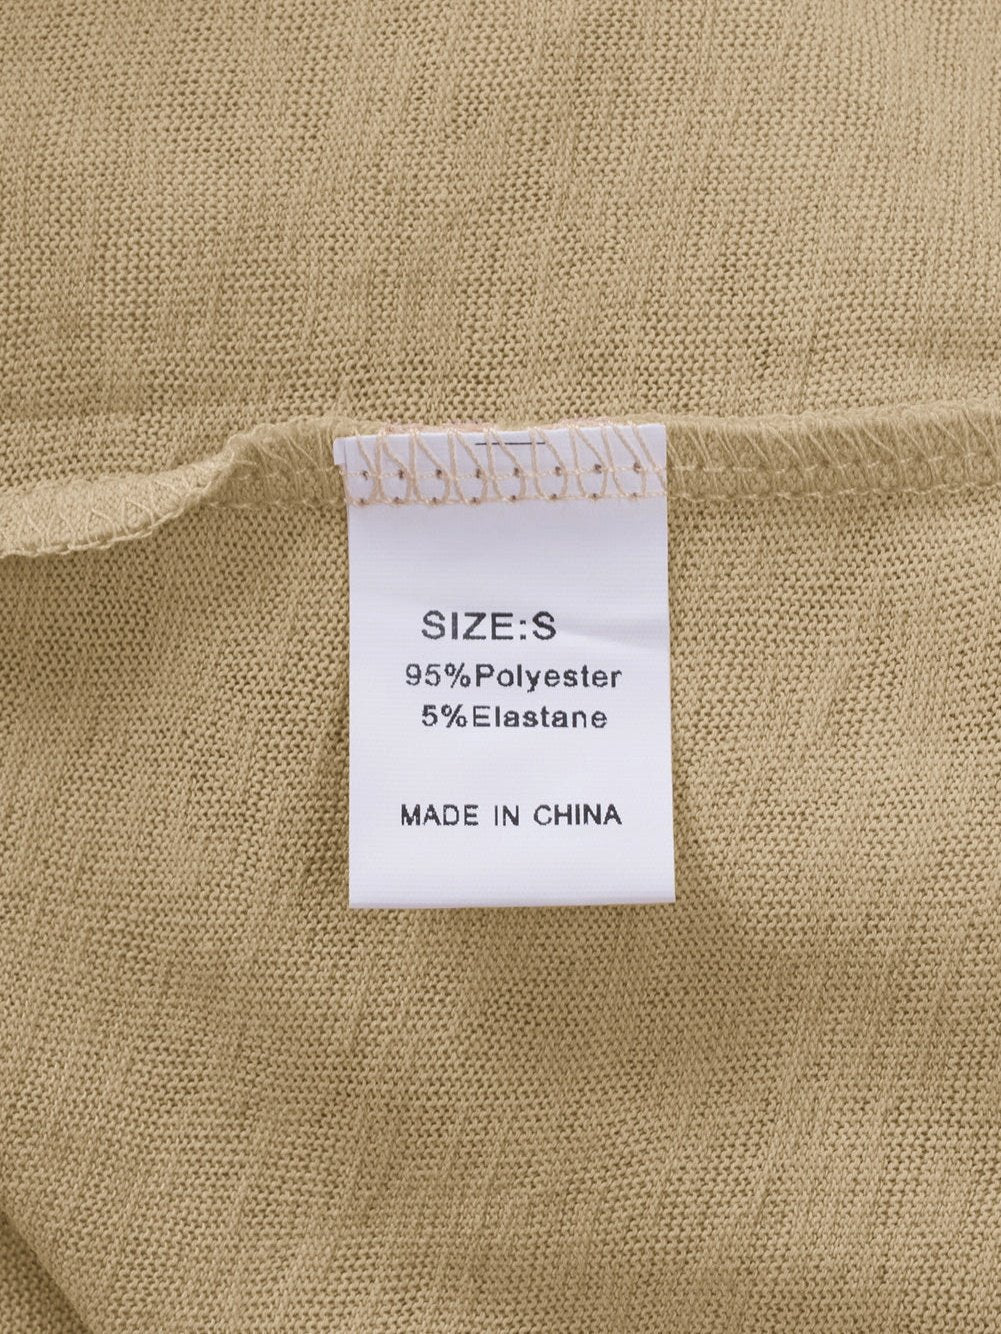 SIZE:S
95%Polyester
5%Elastane
MADE IN CHINA